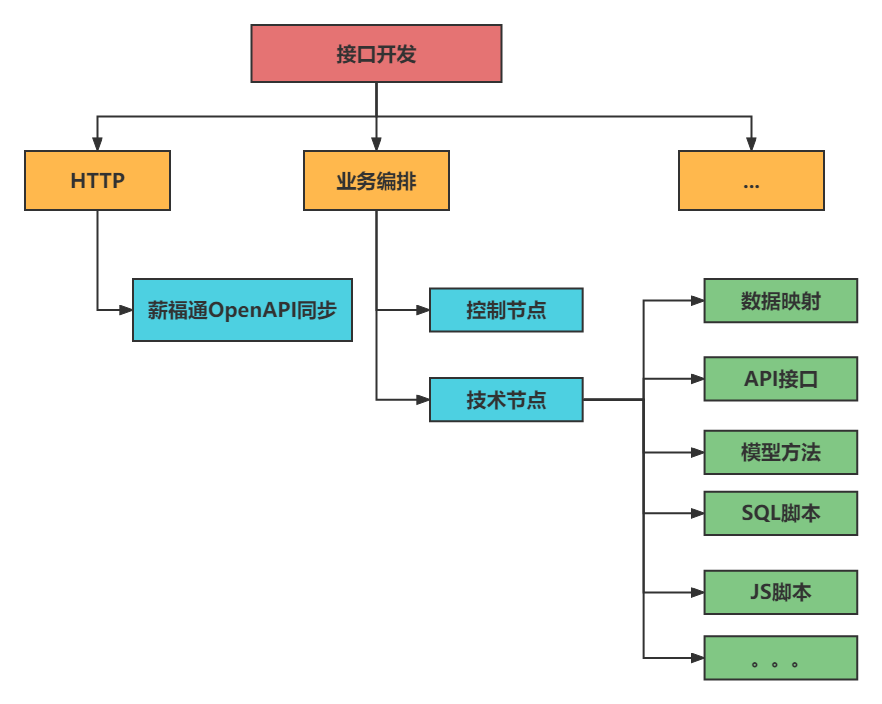 接口开发
HTTP
业务编排
...
薪福通OpenAPI同步
控制节点
技术节点
数据映射
API接口
模型方法
SQL脚本
JS脚本
。。。